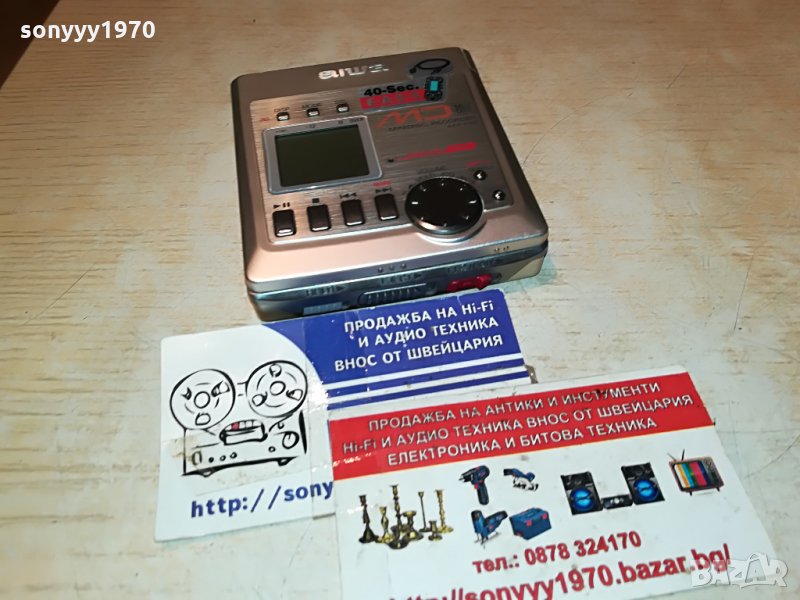 sonyyy1970
aiwa
40-Sec.
MD
ПРОДАЖБА НА Hi-Fi
И АУДИО ТЕХНИКА
ВНОС ОТ ШВЕЙЦАРИЯ
http://sony
ПРОДАЖБА НА АНТИКИ И ИНСТУМЕНТИ
Hi-Fi И АУДИО ТЕХНИКА ВНОС ОТ ШВЕЙЦАРИЯ
ЕЛЕКТРОНИКА И БИТОВА ТЕХНИКА
тел.: 0878 324170
http://sonyyy1970.bazar.bg/
BAZAR